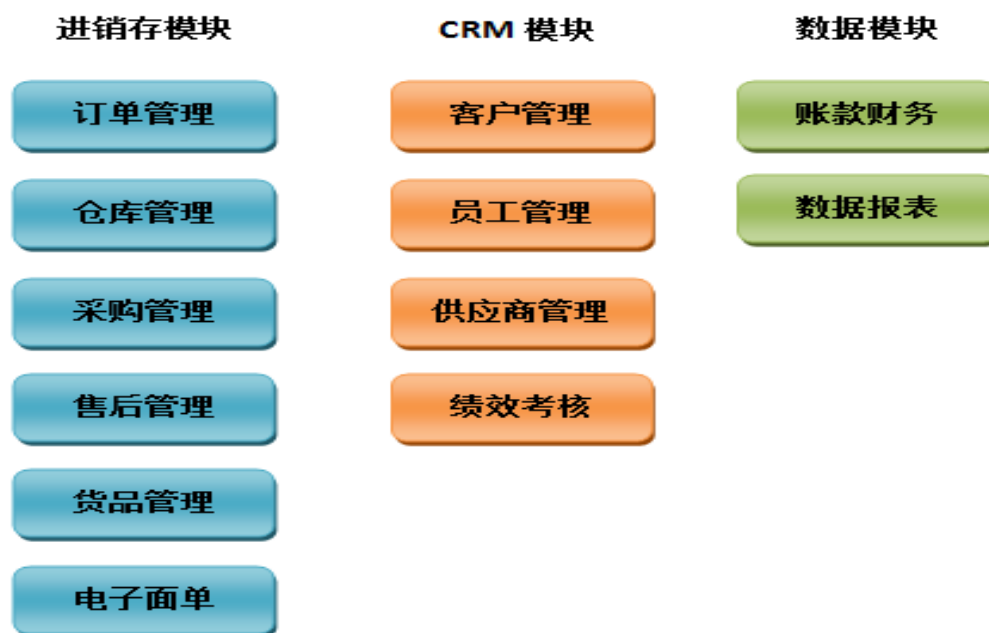 进销存模块
订单管理
仓库管理
采购管理
售后管理
货品管理
电子面单
CRM 模块
客户管理
员工管理
供应商管理
绩效考核
数据模块
账款财务
数据报表